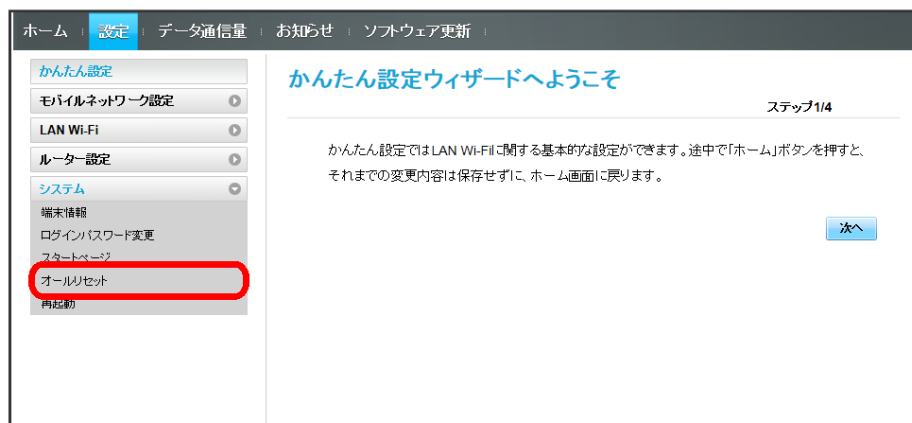 ホーム 設定 データ通信量 お知らせ ソフトウェア更新
かんたん設定
モバイルネットワーク設定
LAN Wi-Fi
ルーター設定
システム
端末情報
ログインパスワード変更
スタートページ
オールリセット
再起動
かんたん設定ウィザードへようこそ
ステップ1/4
かんたん設定ではLAN Wi-Fiに関する基本的な設定ができます。途中で「ホーム」ボタンを押すと、
それまでの変更内容は保存せずに、ホーム画面に戻ります。
次へ